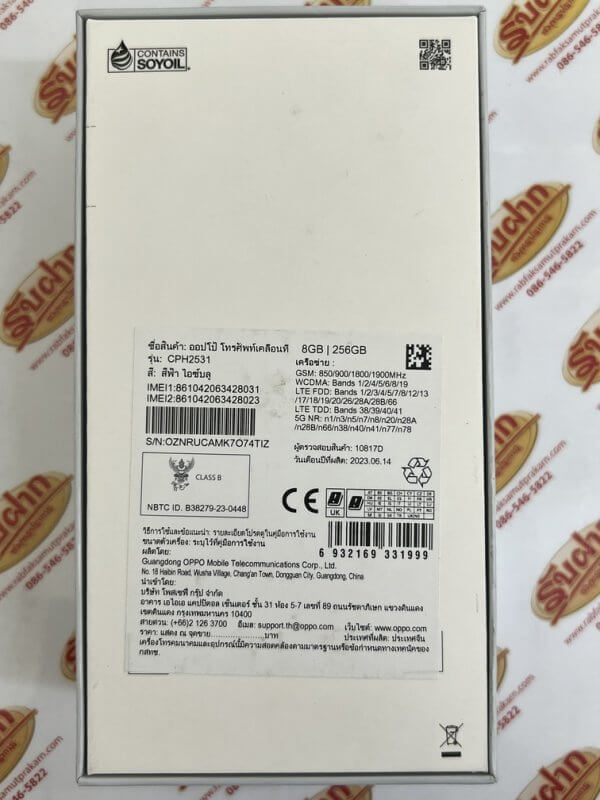 CONTAINS
SOYOIL
ชื่อสินค้า: ออปโป้ โทรศัพท์เคลื่อนที่
รุ่น: CPH2531
สี: สีฟ้า ไอซ์บลู
IMEI1:861042063428031
IMEI2:861042063428023
S/N:OZNRUCAMK7O74TIZ
8GB | 256GB
เครือข่าย :
GSM: 850/900/1800/1900MHz
WCDMA: Bands 1/2/4/5/6/8/19
LTE FDD: Bands 1/2/3/4/5/7/8/12/13
/17/18/19/20/26/28A/28B/66
LTE TDD: Bands 38/39/40/41
5G NR: n1/n3/n5/n7/n8/n20/n28A
/n28B/n66/n38/n40/n41/n77/n78
ผู้ตรวจสอบสินค้า: 10817D
วันเดือนปีที่ผลิต: 2023.06.14
CLASS B
NBTC ID. B38279-23-0448
CE
UK
6 932169 331999
วิธีการใช้และข้อแนะนำ: รายละเอียดโปรดดูในคู่มือการใช้งาน
ขนาดตัวเครื่อง: ระบุไว้ที่คู่มือการใช้งาน
ผลิตโดย:
Guangdong OPPO Mobile Telecommunications Corp., Ltd.
No. 18 Haibin Road, Wusha Village, Chang'an Town, Dongguan City, Guangdong, China
นำเข้าโดย:
บริษัท โพสเซฟี่ กรุ๊ป จำกัด
อาคาร เอไอเอ แคปปิตอล เซ็นเตอร์ ชั้น 31 ห้อง 5-7 เลขที่ 89 ถนนรัชดาภิเษก แขวงดินแดง
เขตดินแดง กรุงเทพมหานคร 10400
สายด่วน: (+66)2 126 3700 อีเมล: support.th@oppo.com เว็บไซต์: www.oppo.com
ราคา: แสดง ณ จุดขาย....................บาท ประเทศที่ผลิต: ประเทศจีน
เครื่องโทรคมนาคมและอุปกรณ์นี้มีความสอดคล้องตามมาตรฐานหรือข้อกำหนดทางเทคนิคของ
กสทช.
รับฝาก
www.rabfaksamutprakarn.com
086-546-5822